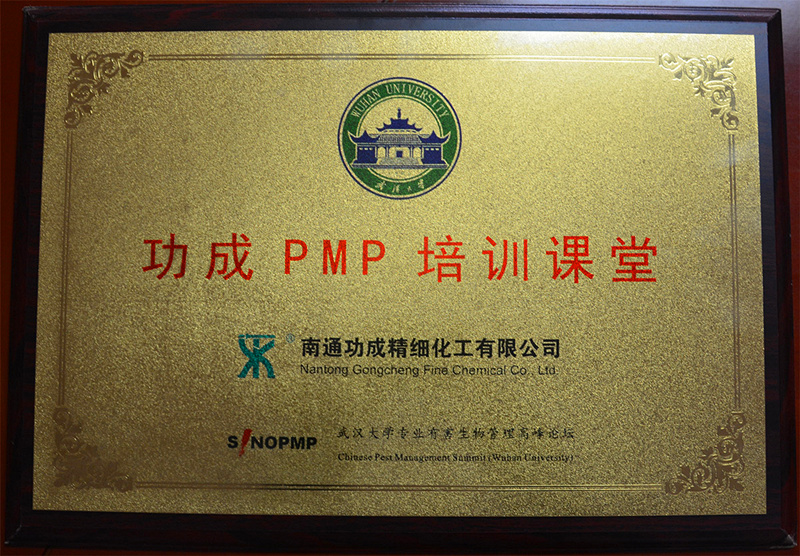 WUHAN UNIVERSITY
武汉大学
功成 PMP 培训课堂
®
南通功成精细化工有限公司
Nantong Gongcheng Fine Chemical Co., Ltd.
SINOPMP
武汉大学专业有害生物管理高峰论坛
Chinese Pest Management Summit (Wuhan University)